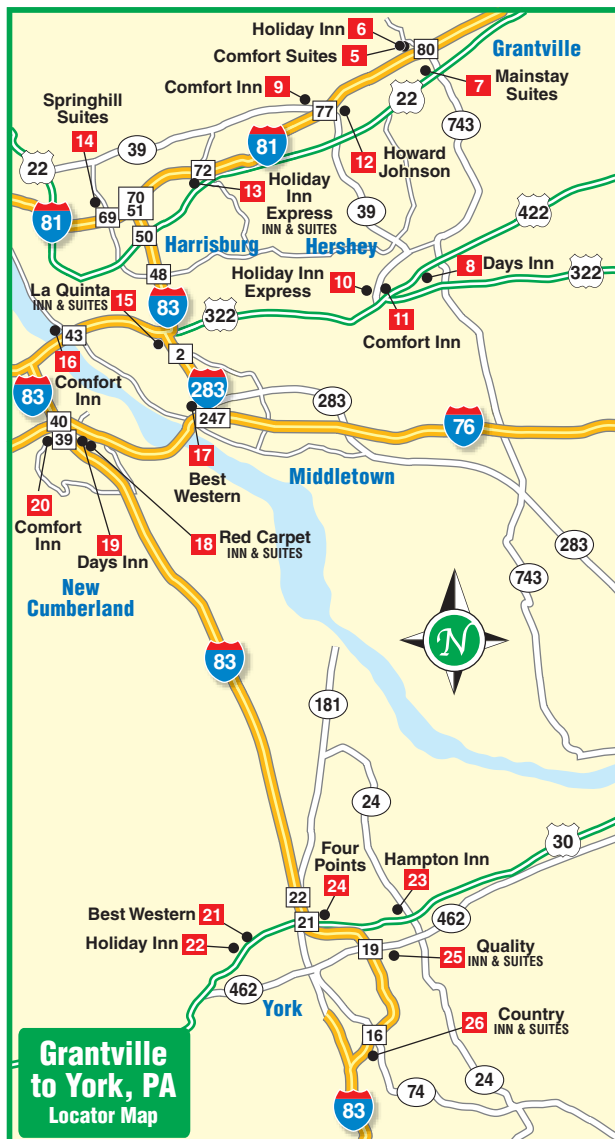 Holiday Inn 6
Comfort Suites 5
80
Grantville
7 Mainstay
Suites
Comfort Inn 9
22
Springhill
Suites
14
77
743
39
81
12 Howard
Johnson
22
72
13 Holiday
Inn
Express
INN & SUITES
39
70
51
69
81
50
Harrisburg
Hershey
422
48
Holiday Inn
Express
10
8 Days Inn
322
La Quinta
INN & SUITES
15
83
322
11
Comfort Inn
43
2
16
Comfort
Inn
83
283
283
40
39
247
76
17
Best
Western
Middletown
20
Comfort
Inn
19
Days Inn
18 Red Carpet
INN & SUITES
283
New
Cumberland
743
N
83
181
24
30
Four
Points
24
Hampton Inn
23
22
Best Western 21
21
462
Holiday Inn 22
19
25 Quality
INN & SUITES
462
York
26 Country
INN & SUITES
16
Grantville
to York, PA
Locator Map
24
74
83